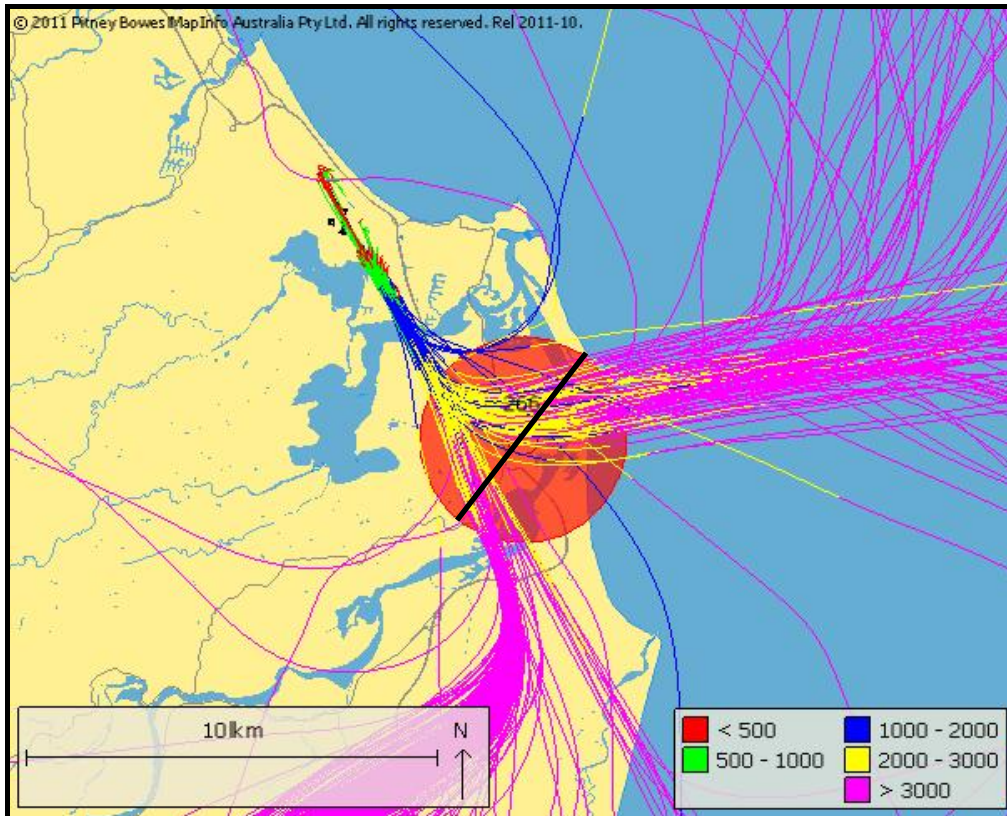 © 2011 Pitney Bowes MapInfo Australia Pty Ltd. All rights reserved. Rel 2011-10.
10 km
N
< 500
500 - 1000
1000 - 2000
2000 - 3000
> 3000